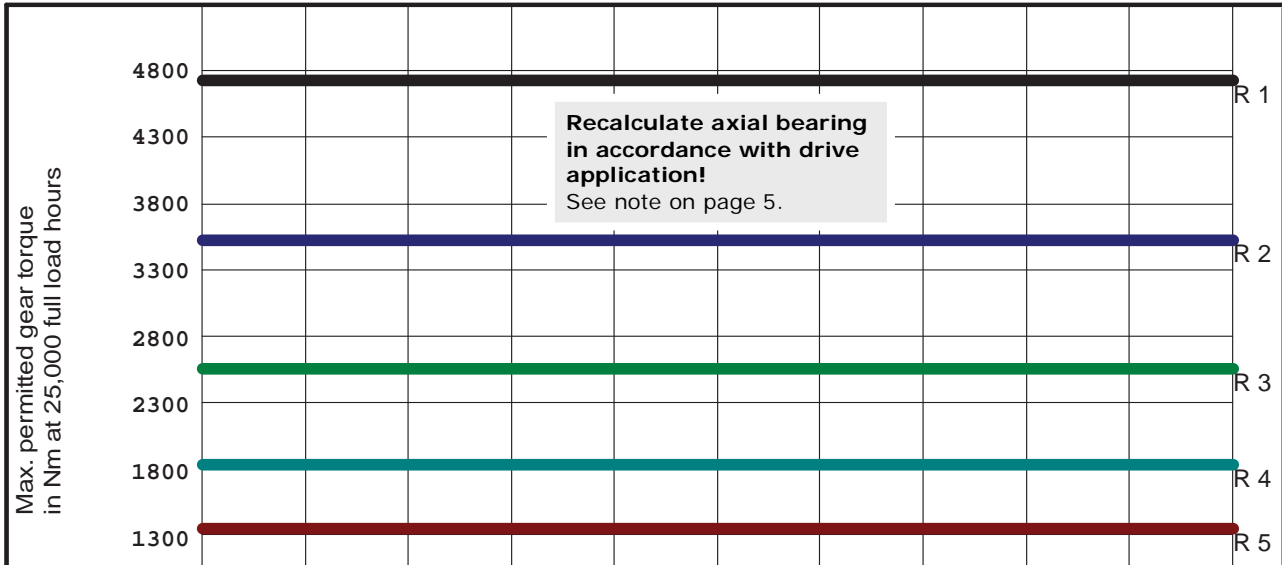 Max. permitted gear torque
in Nm at 25,000 full load hours
4800
R 1
Recalculate axial bearing
in accordance with drive
application!
See note on page 5.
4300
3800
R 2
3300
2800
R 3
2300
1800
R 4
1300
R 5